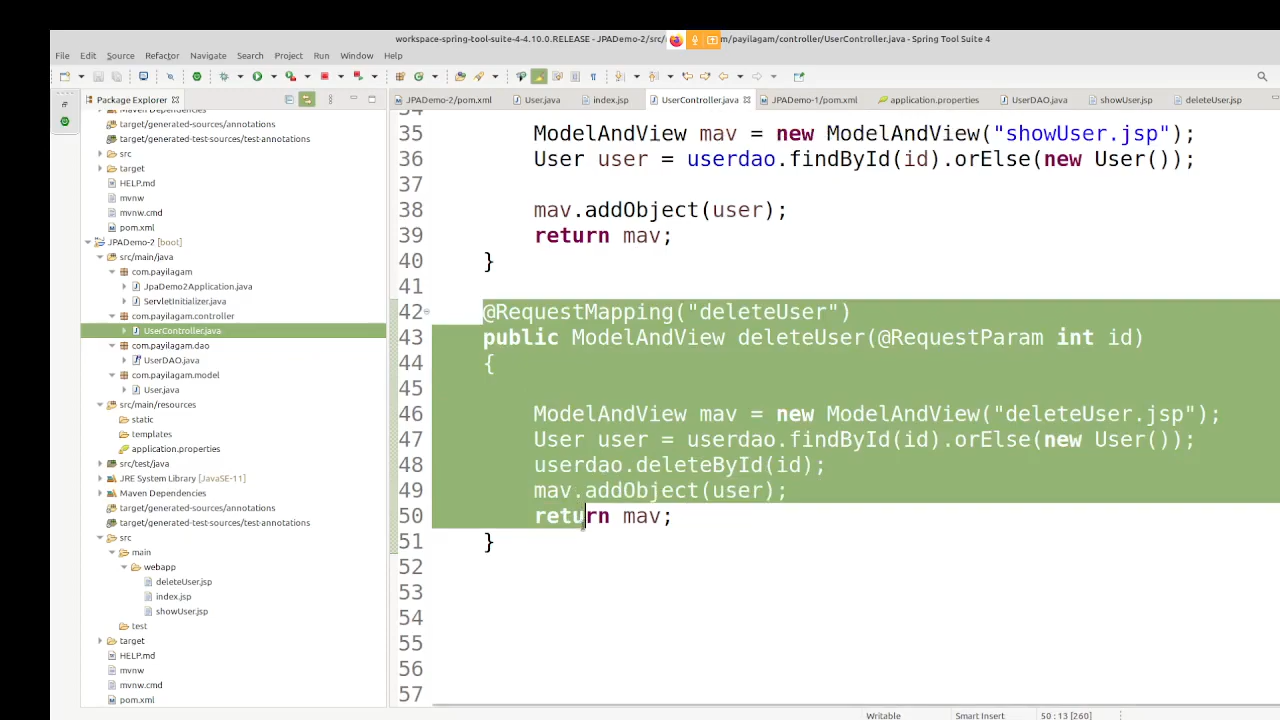 workspace-spring-tool-suite-4-4.10.0.RELEASE - JPADemo-2/src/ m/payilagam/controller/UserController.java - Spring Tool Suite 4
File Edit Source Refactor Navigate Search Project Run Window Help
Package Explorer
JPADemo-2/pom.xml User.java index.jsp UserController.java JPADemo-1/pom.xml application.properties UserDAO.java showUser.jsp deleteUser.jsp
target/generated-sources/annotations
target/generated-test-sources/test-annotations
src
target
HELP.md
mvnw
mvnw.cmd
pom.xml
JPADemo-2 [boot]
src/main/java
com.payilagam
JpaDemo2Application.java
ServletInitializer.java
com.payilagam.controller
UserController.java
com.payilagam.dao
UserDAO.java
com.payilagam.model
User.java
src/main/resources
static
templates
application.properties
src/test/java
JRE System Library [JavaSE-11]
Maven Dependencies
target/generated-sources/annotations
target/generated-test-sources/test-annotations
src
main
webapp
deleteUser.jsp
index.jsp
showUser.jsp
test
target
HELP.md
mvnw
mvnw.cmd
pom.xml
35 ModelAndView mav = new ModelAndView("showUser.jsp");
36 User user = userdao.findById(id).orElse(new User());
37
38 mav.addObject(user);
39 return mav;
40 }
41
42 @RequestMapping("deleteUser")
43 public ModelAndView deleteUser(@RequestParam int id)
44 {
45
46 ModelAndView mav = new ModelAndView("deleteUser.jsp");
47 User user = userdao.findById(id).orElse(new User());
48 userdao.deleteById(id);
49 mav.addObject(user);
50 return mav;
51 }
52
53
54
55
56
57
Writable Smart Insert 50 : 13 [260]